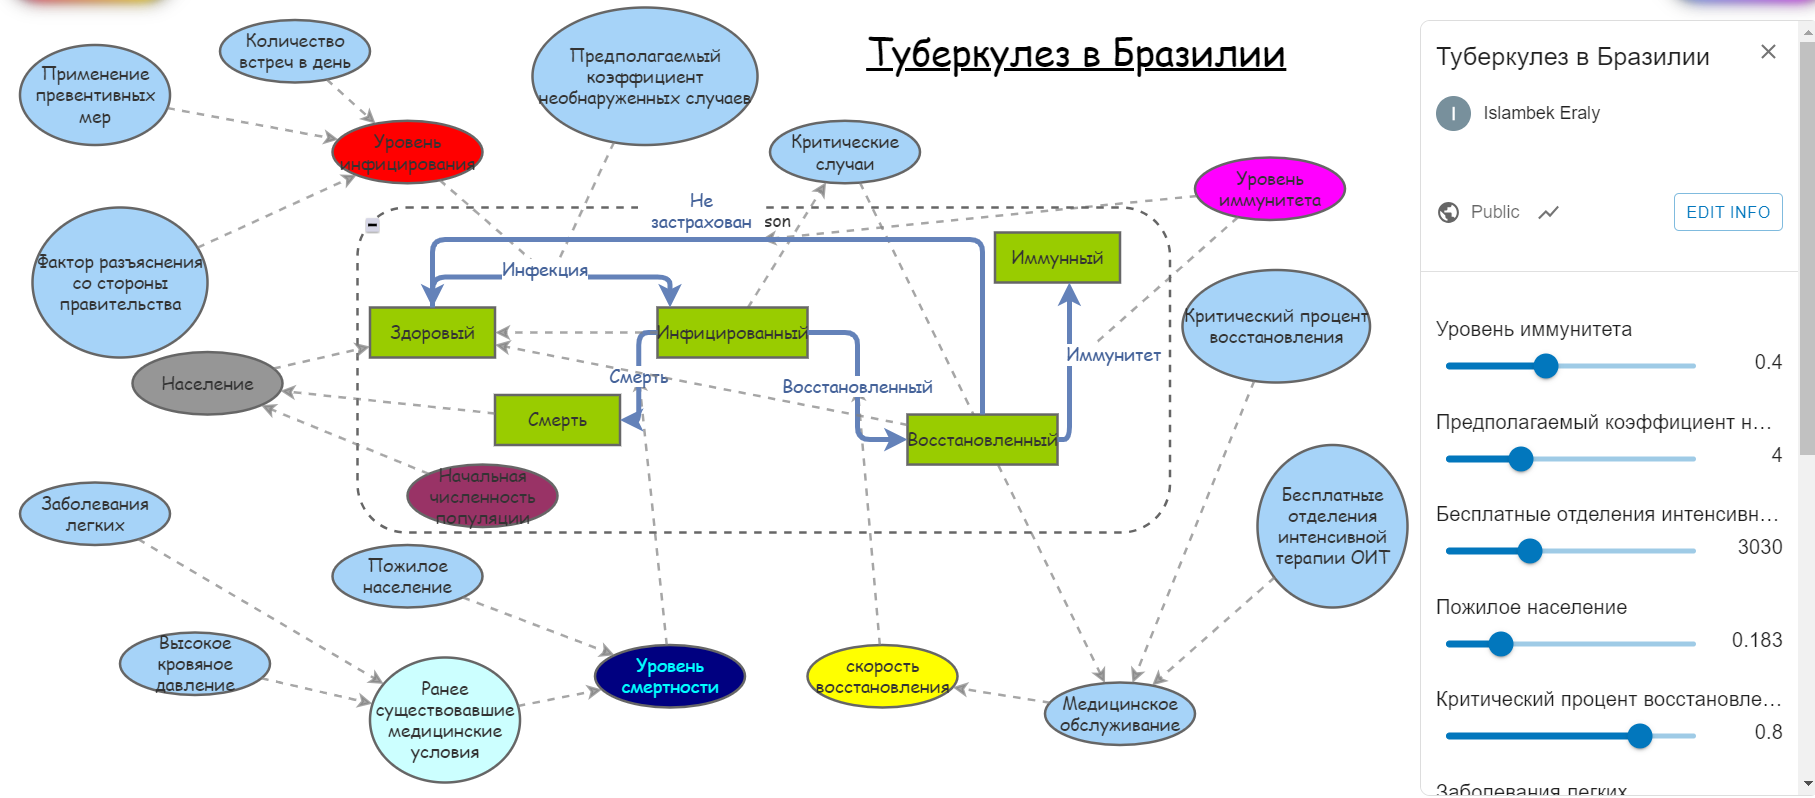 Туберкулез в Бразилии
Количество
встреч в день
Применение
превентивных
мер
Предполагаемый
коэффициент
необнаруженных случаев
Уровень
инфицирования
Критические
случаи
Уровень
иммунитета
Не
застрахован
son
Фактор разъяснения
со стороны
правительства
Инфекция
Иммунный
Здоровый
Инфицированный
Критический процент
восстановления
Население
Смерть
Восстановленный
Иммунитет
Смерть
Восстановленный
Начальная
численность
популяции
Заболевания
легких
Бесплатные
отделения
интенсивной
терапии ОИТ
Пожилое
население
Высокое
кровяное
давление
Ранее
существовавшие
медицинские
условия
Уровень
смертности
скорость
восстановления
Медицинское
обслуживание
Туберкулез в Бразилии
I
Islambek Eraly
Public
EDIT INFO
Уровень иммунитета
0.4
Предполагаемый коэффициент н...
4
Бесплатные отделения интенсивн...
3030
Пожилое население
0.183
Критический процент восстановле...
0.8
Заболевания легких